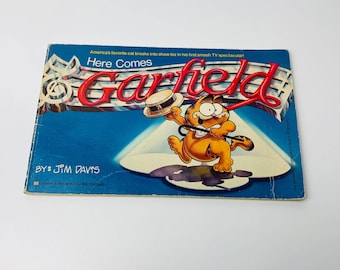 America's favorite cat breaks into show biz in his first smash TV spectacular!
Here Comes
Garfield
BY: JIM DAVIS